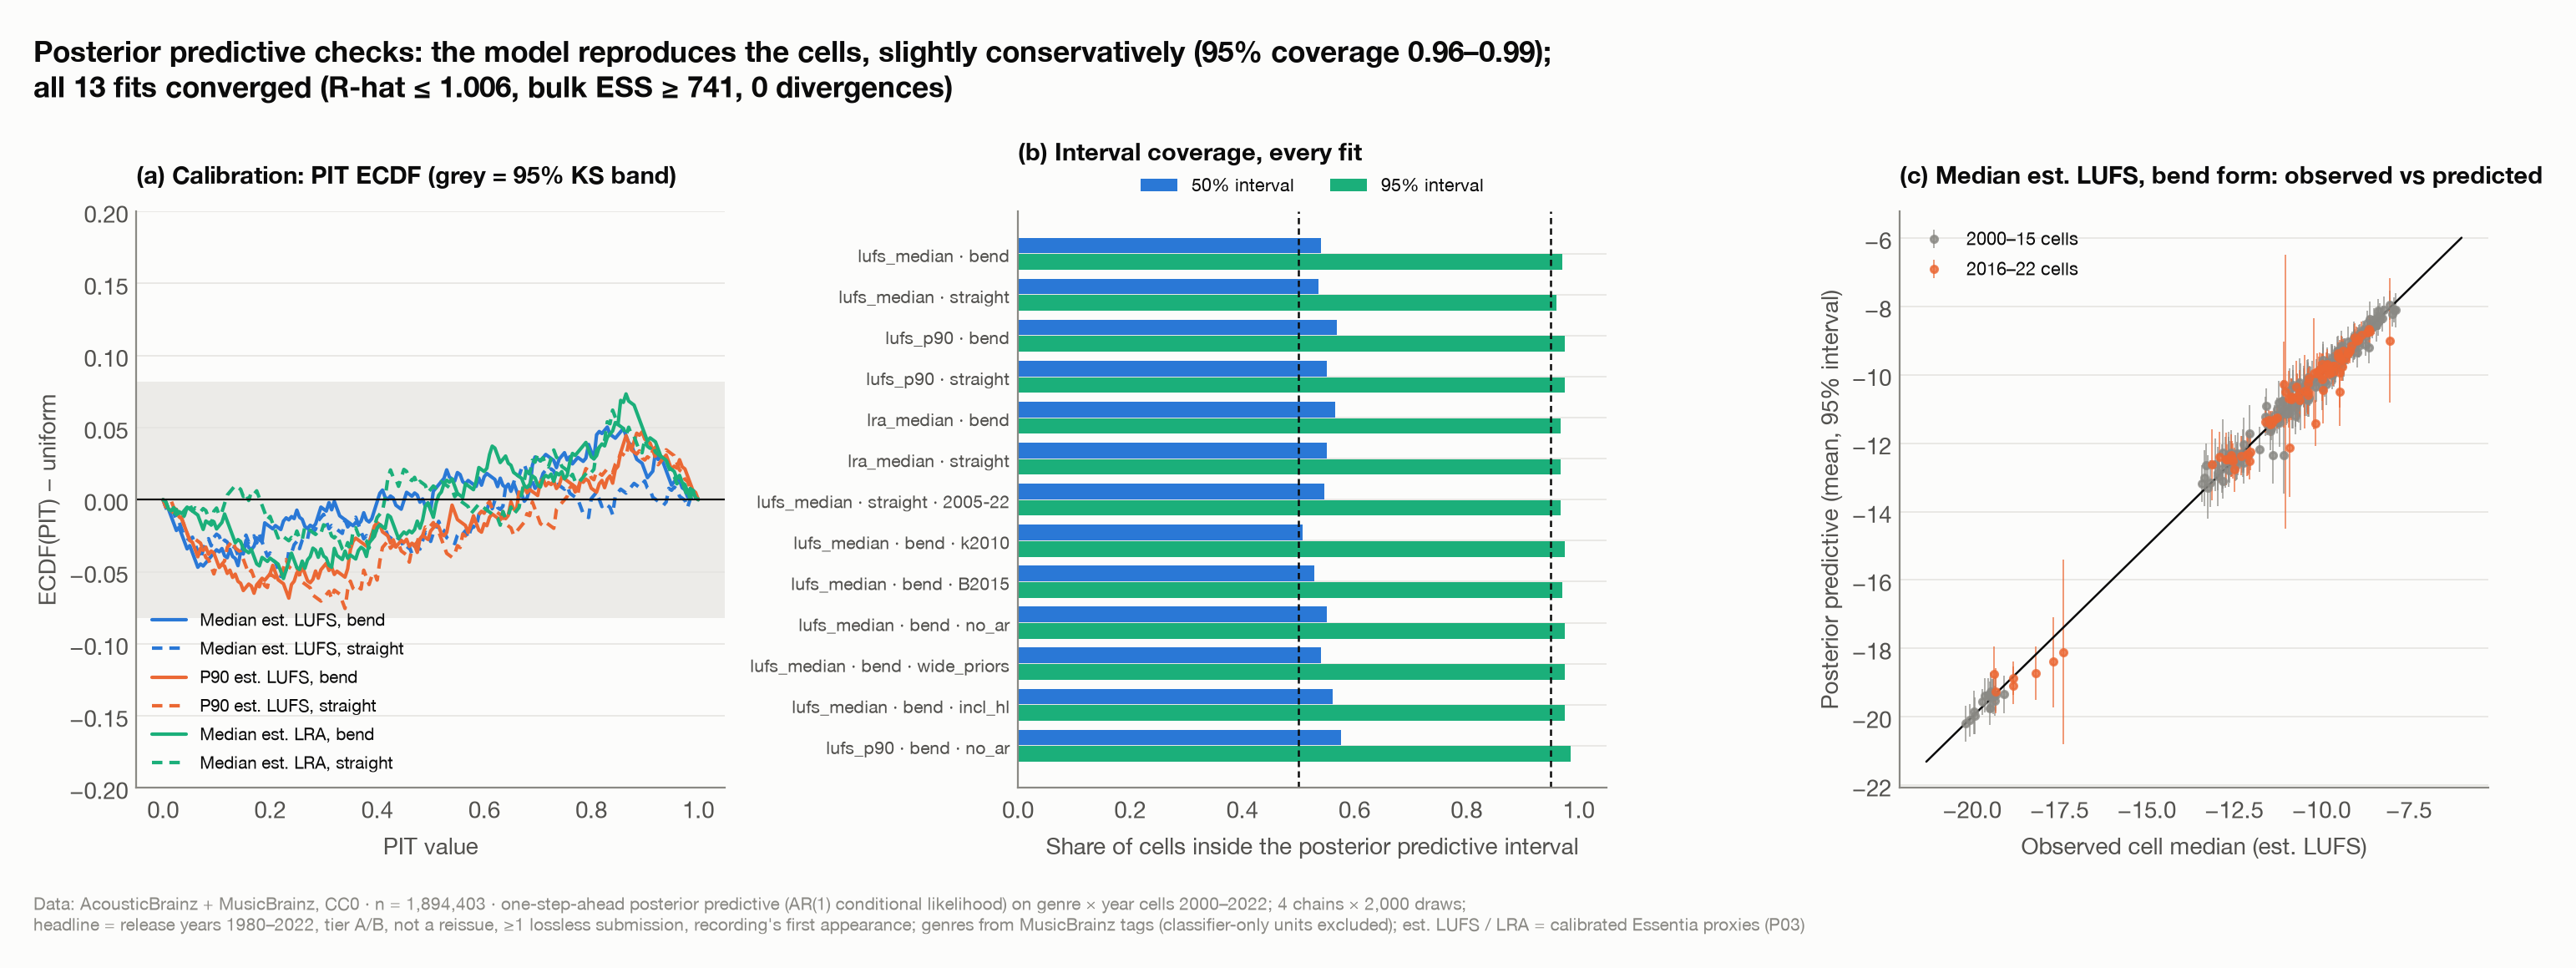 Posterior predictive checks: the model reproduces the cells, slightly conservatively (95% coverage 0.96–0.99);
all 13 fits converged (R-hat ≤ 1.006, bulk ESS ≥ 741, 0 divergences)
(a) Calibration: PIT ECDF (grey = 95% KS band)
0.20
0.15
0.10
0.05
0.00
−0.05
−0.10
−0.15
−0.20
ECDF(PIT) − uniform
Median est. LUFS, bend
Median est. LUFS, straight
P90 est. LUFS, bend
P90 est. LUFS, straight
Median est. LRA, bend
Median est. LRA, straight
0.0 0.2 0.4 0.6 0.8 1.0
PIT value
(b) Interval coverage, every fit
50% interval 95% interval
lufs_median · bend
lufs_median · straight
lufs_p90 · bend
lufs_p90 · straight
lra_median · bend
lra_median · straight
lufs_median · straight · 2005-22
lufs_median · bend · k2010
lufs_median · bend · B2015
lufs_median · bend · no_ar
lufs_median · bend · wide_priors
lufs_median · bend · incl_hl
lufs_p90 · bend · no_ar
0.0 0.2 0.4 0.6 0.8 1.0
Share of cells inside the posterior predictive interval
(c) Median est. LUFS, bend form: observed vs predicted
2000–15 cells
2016–22 cells
−6
−8
−10
−12
−14
−16
−18
−20
−22
Posterior predictive (mean, 95% interval)
−20.0 −17.5 −15.0 −12.5 −10.0 −7.5
Observed cell median (est. LUFS)
Data: AcousticBrainz + MusicBrainz, CC0 · n = 1,894,403 · one-step-ahead posterior predictive (AR(1) conditional likelihood) on genre × year cells 2000–2022; 4 chains × 2,000 draws;
headline = release years 1980–2022, tier A/B, not a reissue, ≥1 lossless submission, recording's first appearance; genres from MusicBrainz tags (classifier-only units excluded); est. LUFS / LRA = calibrated Essentia proxies (P03)